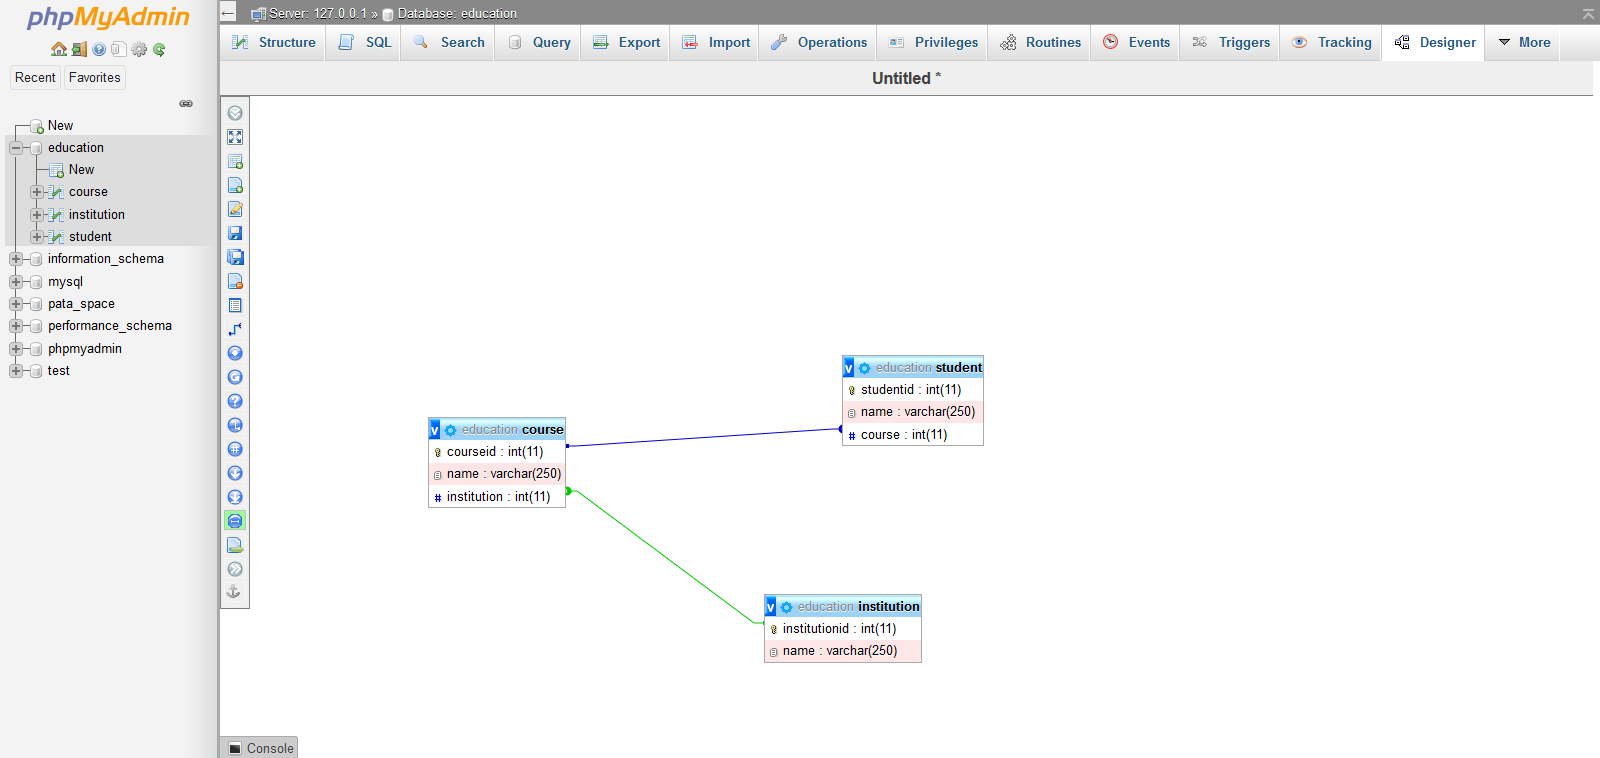 phpMyAdmin
Recent Favorites
New
education
New
course
institution
student
information_schema
mysql
pata_space
performance_schema
phpmyadmin
test
Server: 127.0.0.1 » Database: education
Structure SQL Search Query Export Import Operations Privileges Routines Events Triggers Tracking Designer More
Untitled *
v education student
studentid : int(11)
name : varchar(250)
# course : int(11)
v education course
courseid : int(11)
name : varchar(250)
# institution : int(11)
v education institution
institutionid : int(11)
name : varchar(250)
Console